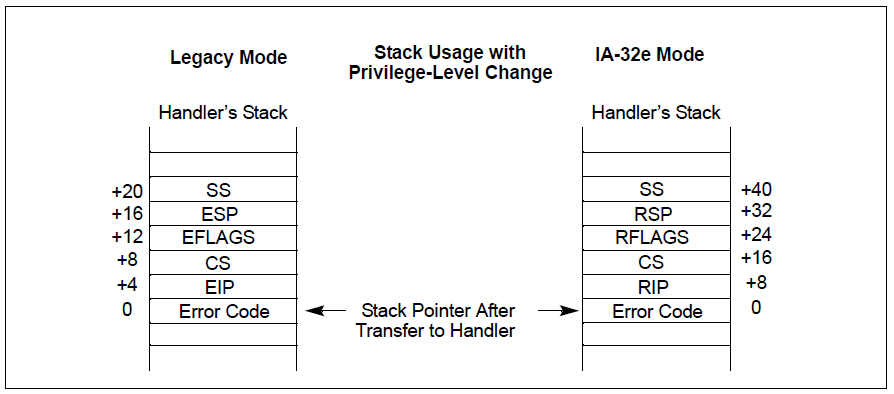 Legacy Mode
Stack Usage with
Privilege-Level Change
IA-32e Mode
Handler's Stack
Handler's Stack
+20 SS
+16 ESP
+12 EFLAGS
+8 CS
+4 EIP
0 Error Code
SS +40
RSP +32
RFLAGS +24
CS +16
RIP +8
Error Code 0
Stack Pointer After
Transfer to Handler